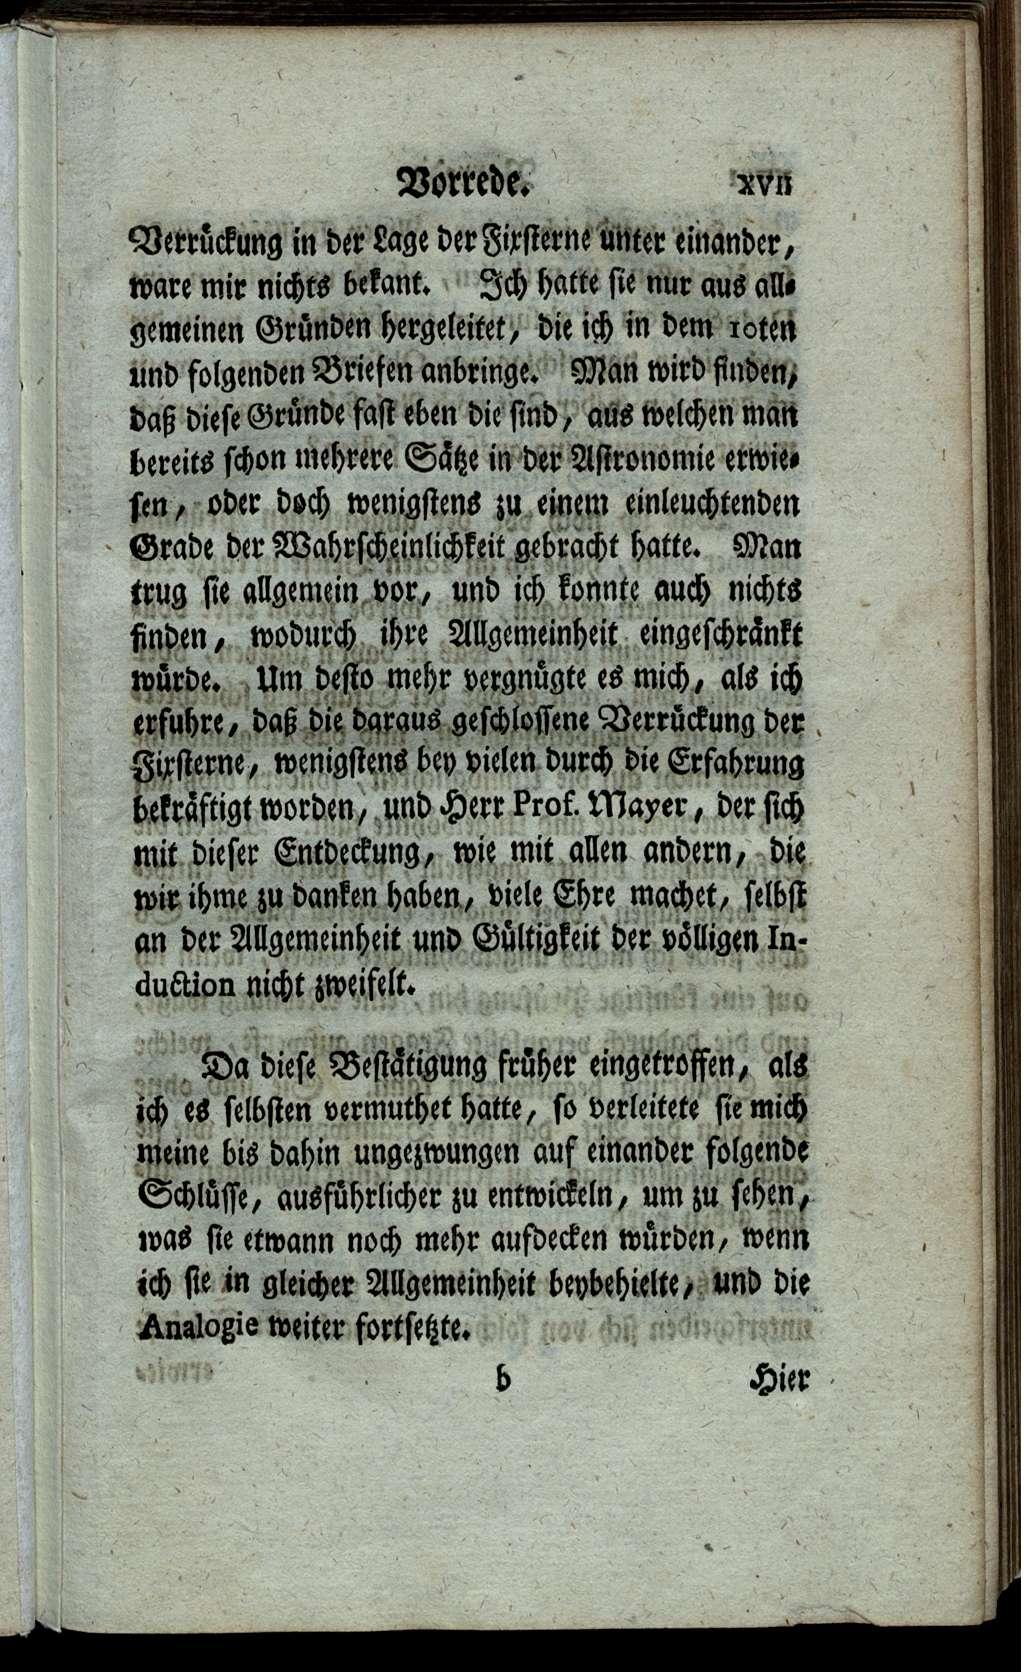 Vorrede. XVII
Verrückung in der Lage der Fixsterne unter einander,
ware mir nichts bekant. Ich hatte sie nur aus all-
gemeinen Gründen hergeleitet, die ich in dem 10ten
und folgenden Briefen anbringe. Man wird finden,
daß diese Gründe fast eben die sind, aus welchen man
bereits schon mehrere Sätze in der Astronomie erwie-
sen, oder doch wenigstens zu einem einleuchtenden
Grade der Wahrscheinlichkeit gebracht hatte. Man
trug sie allgemein vor, und ich konnte auch nichts
finden, wodurch ihre Allgemeinheit eingeschränkt
würde. Um desto mehr vergnügte es mich, als ich
erfuhre, daß die daraus geschlossene Verrückung der
Fixsterne, wenigstens bey vielen durch die Erfahrung
bekräftigt worden, und Herr Prof. Mayer, der sich
mit dieser Entdeckung, wie mit allen andern, die
wir ihme zu danken haben, viele Ehre machet, selbst
an der Allgemeinheit und Gültigkeit der völligen In-
duction nicht zweifelt.
Da diese Bestätigung früher eingetroffen, als
ich es selbsten vermuthet hatte, so verleitete sie mich
meine bis dahin ungezwungen auf einander folgende
Schlüsse, ausführlicher zu entwickeln, um zu sehen,
was sie etwann noch mehr aufdecken würden, wenn
ich sie in gleicher Allgemeinheit beybehielte, und die
Analogie weiter fortsetzte.
b Hier